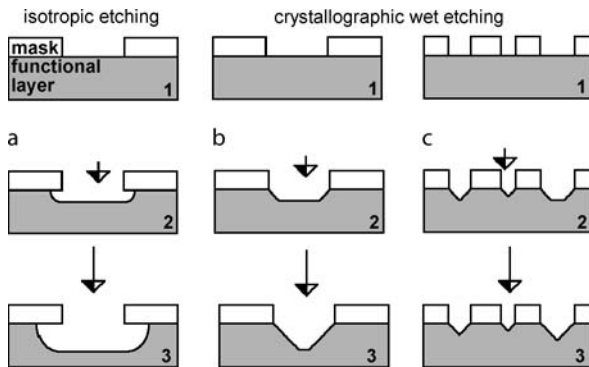 isotropic etching
crystallographic wet etching
mask
functional
layer
1
1
1
a
b
c
2
2
2
3
3
3